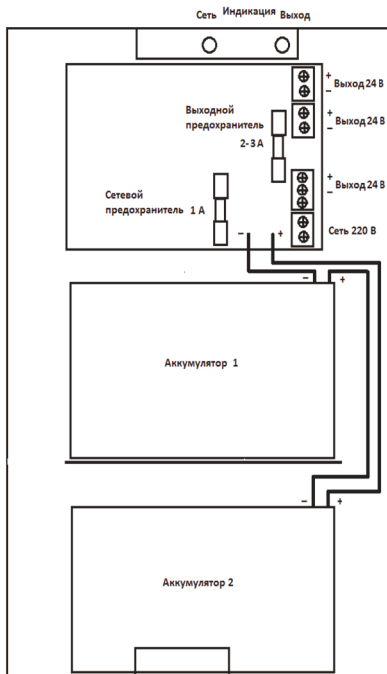 Сеть Индикация Выход
+
−
Выход 24 В
Выходной
предохранитель
2-3 А
+
−
Выход 24 В
Сетевой
предохранитель 1 А
+
−
Выход 24 В
Сеть 220 В
− +
− +
Аккумулятор 1
− +
Аккумулятор 2